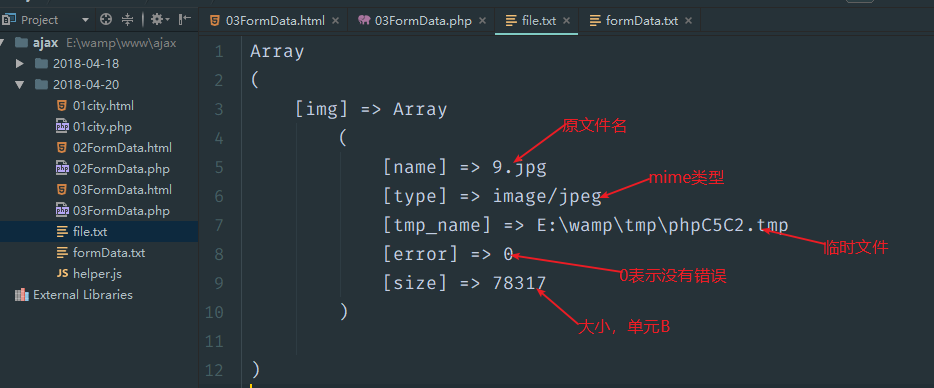 Project
03FormData.html
03FormData.php
file.txt
formData.txt
ajax E:\wamp\www\ajax
2018-04-18
2018-04-20
01city.html
01city.php
02FormData.html
02FormData.php
03FormData.html
03FormData.php
file.txt
formData.txt
helper.js
External Libraries
1 Array
2 (
3 [img] => Array
4 (
原文件名
5 [name] => 9.jpg
mime类型
6 [type] => image/jpeg
7 [tmp_name] => E:\wamp\tmp\phpC5C2.tmp
临时文件
8 [error] => 0
0表示没有错误
9 [size] => 78317
10 )
大小，单元B
11
12 )